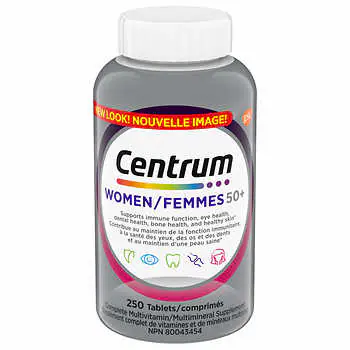 NEW LOOK! NOUVELLE IMAGE!
Centrum
WOMEN/FEMMES 50+
Supports immune function, eye health,
dental health, bone health, and healthy skin*
Contribue au maintien de la fonction immunitaire,
à la santé des yeux, des os et des dents
et au maintien d'une peau saine*
250 Tablets/comprimés
Complete Multivitamin/Multimineral Supplement
complet de vitamines et de minéraux
NPN 80043454